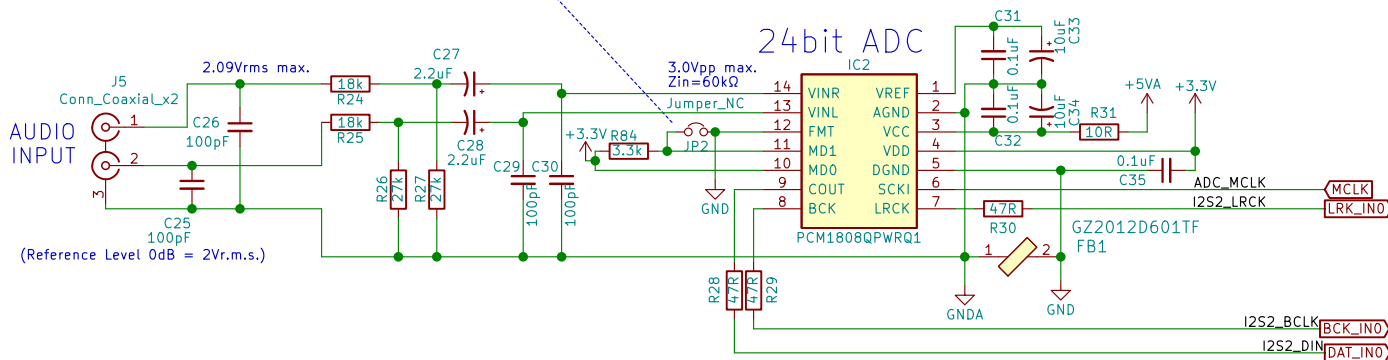 24bit ADC
AUDIO
INPUT
J5
Conn_Coaxial_x2
1
2
3
C26
100pF
C25
100pF
(Reference Level 0dB = 2Vr.m.s.)
2.09Vrms max.
18k
R24
18k
R25
R26
27k
R27
27k
C27
2.2uF
C28
2.2uF
C29
100pF
C30
100pF
3.0Vpp max.
Zin=60kΩ
Jumper_NC
JP2
+3.3V
R84
3.3k
GND
IC2
14 VINR VREF 1
13 VINL AGND 2
12 FMT VCC 3
11 MD1 VDD 4
10 MD0 DGND 5
9 COUT SCKI 6
8 BCK LRCK 7
PCM1808QPWRQ1
C31
0.1uF
10uF
C33
0.1uF
C32
10uF
C34
R31
10R
+5VA
+3.3V
0.1uF
C35
ADC_MCLK
MCLK
47R
R30
I2S2_LRCK
LRK_IN0
GZ2012D601TF
FB1
1
2
GNDA
GND
R28
47R
47R
R29
I2S2_BCLK
BCK_IN0
I2S2_DIN
DAT_IN0